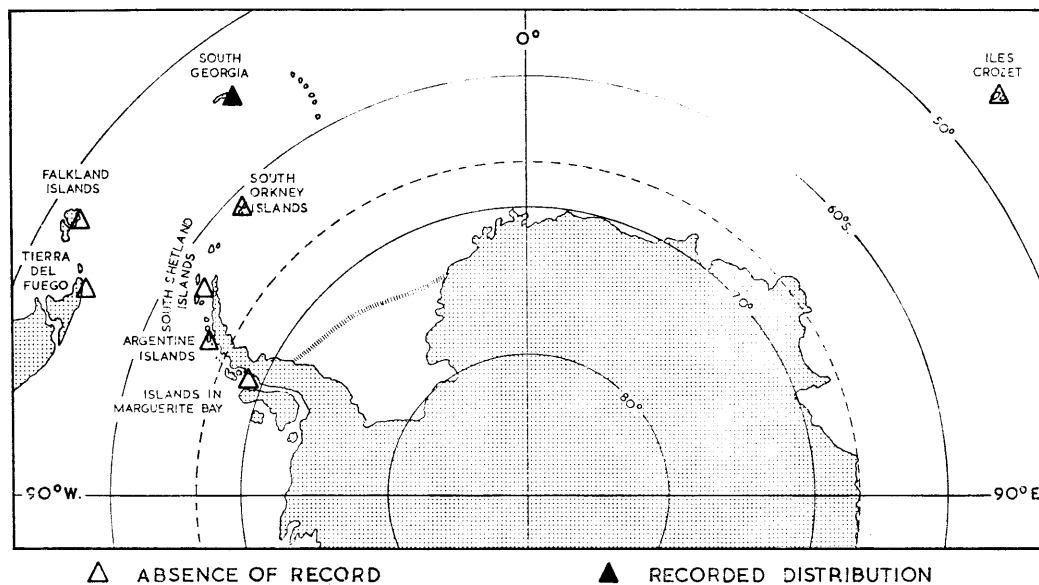 0°
SOUTH
GEORGIA
ILES
CROZET
50°
FALKLAND
ISLANDS
SOUTH
ORKNEY
ISLANDS
60°S.
TIERRA
DEL
FUEGO
SOUTH SHETLAND
ISLANDS
70°
ARGENTINE
ISLANDS
ISLANDS IN
MARGUERITE BAY
80°
90°W.
90°E
ABSENCE OF RECORD
RECORDED DISTRIBUTION